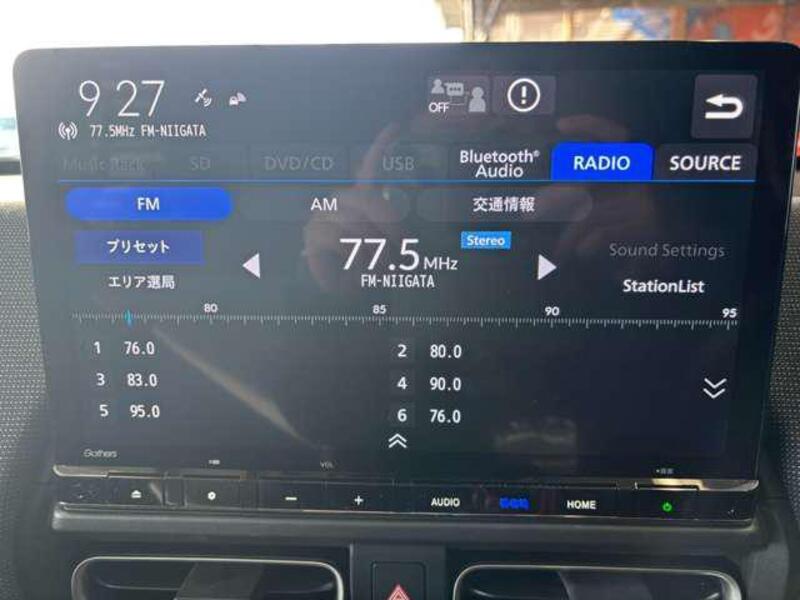 9 27
OFF
77.5MHz FM-NIIGATA
Music Rack SD DVD/CD USB Bluetooth® Audio RADIO SOURCE
FM AM 交通情報
プリセット 77.5 MHz Stereo Sound Settings
エリア選局 FM-NIIGATA StationList
80 85 90 95
1 76.0 2 80.0
3 83.0 4 90.0
5 95.0 6 76.0
Gathers
VOL
− + AUDIO HOME